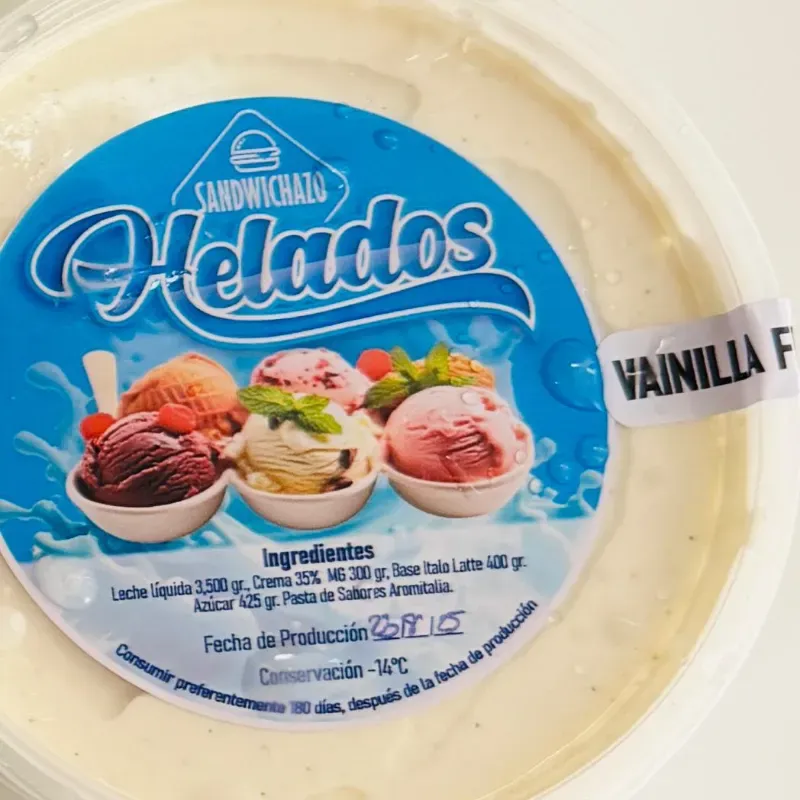 SANDWICHAZO
Helados
VAINILLA F
Ingredientes
Leche líquida 3,500 gr., Crema 35% MG 300 gr, Base Italo Latte 400 gr.
Azúcar 425 gr. Pasta de Sabores Aromitalia.
Fecha de Producción
Conservación -14°C
Consumir preferentemente 180 días, después de la fecha de producción